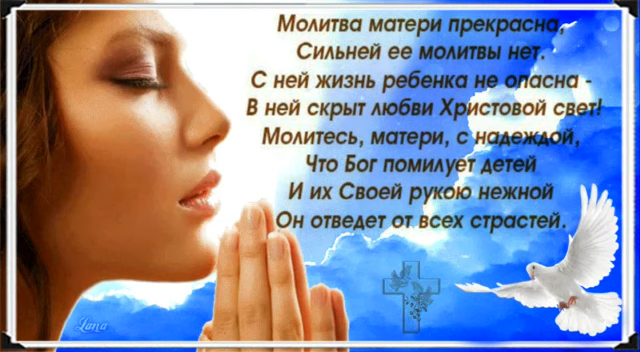 Молитва матери прекрасна,
Сильней ее молитвы нет.
С ней жизнь ребенка не опасна -
В ней скрыт любви Христовой свет!
Молитесь, матери, с надеждой,
Что Бог помилует детей
И их Своей рукою нежной
Он отведет от всех страстей.
Lana